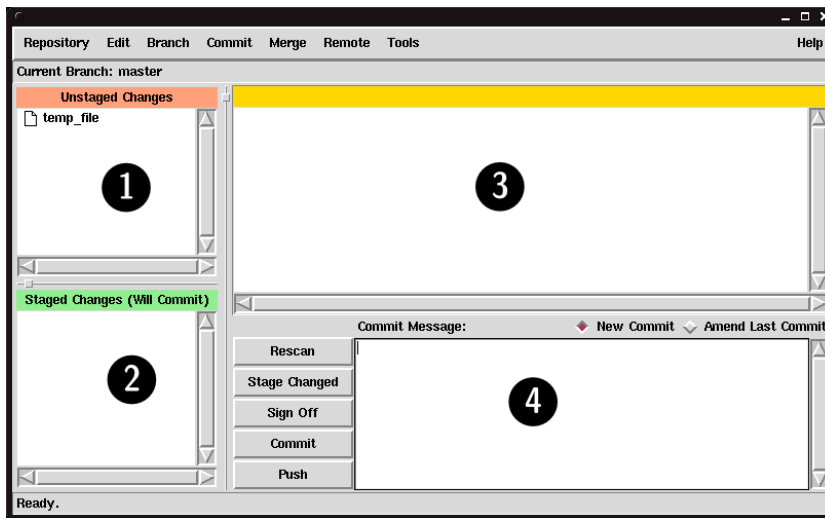 Repository Edit Branch Commit Merge Remote Tools Help
Current Branch: master
Unstaged Changes
temp_file
1
3
Staged Changes (Will Commit)
2
Commit Message: New Commit Amend Last Commit
Rescan
Stage Changed
Sign Off
Commit
Push
4
Ready.